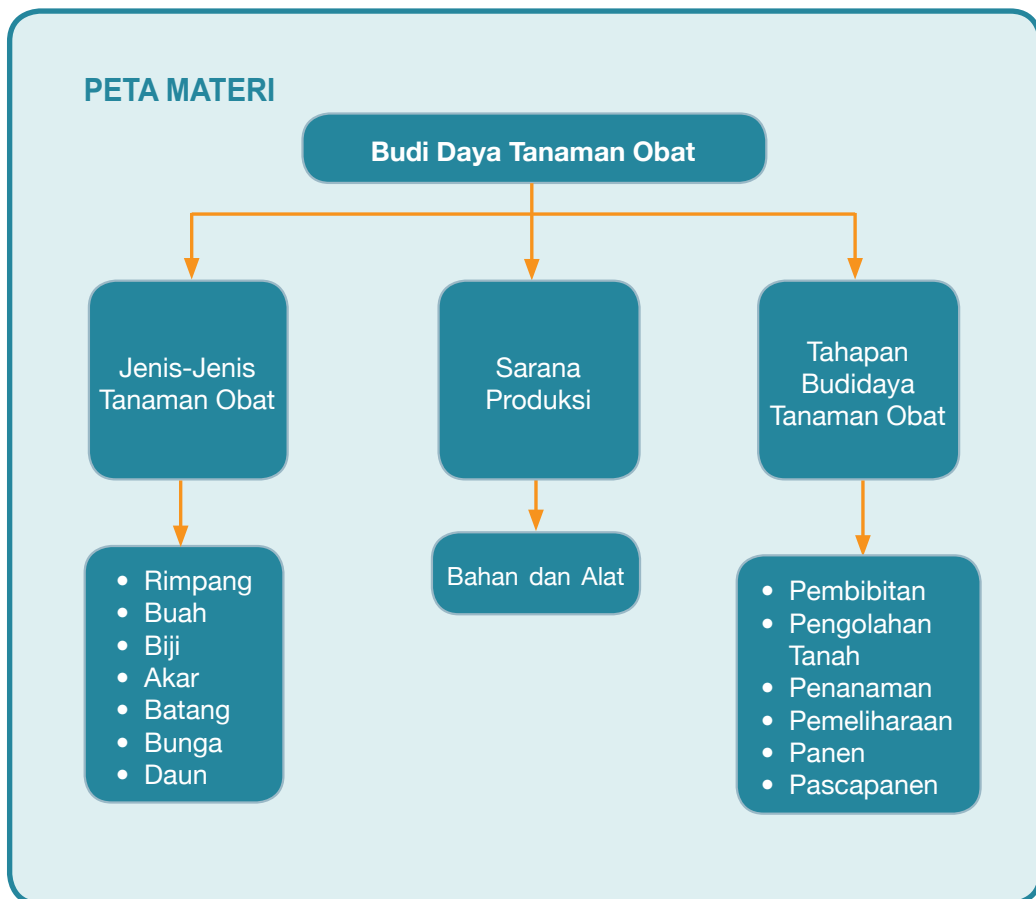 PETA MATERI
Budi Daya Tanaman Obat
Jenis-Jenis
Tanaman Obat
Sarana
Produksi
Tahapan
Budidaya
Tanaman Obat
• Rimpang
• Buah
• Biji
• Akar
• Batang
• Bunga
• Daun
Bahan dan Alat
• Pembibitan
• Pengolahan
Tanah
• Penanaman
• Pemeliharaan
• Panen
• Pascapanen